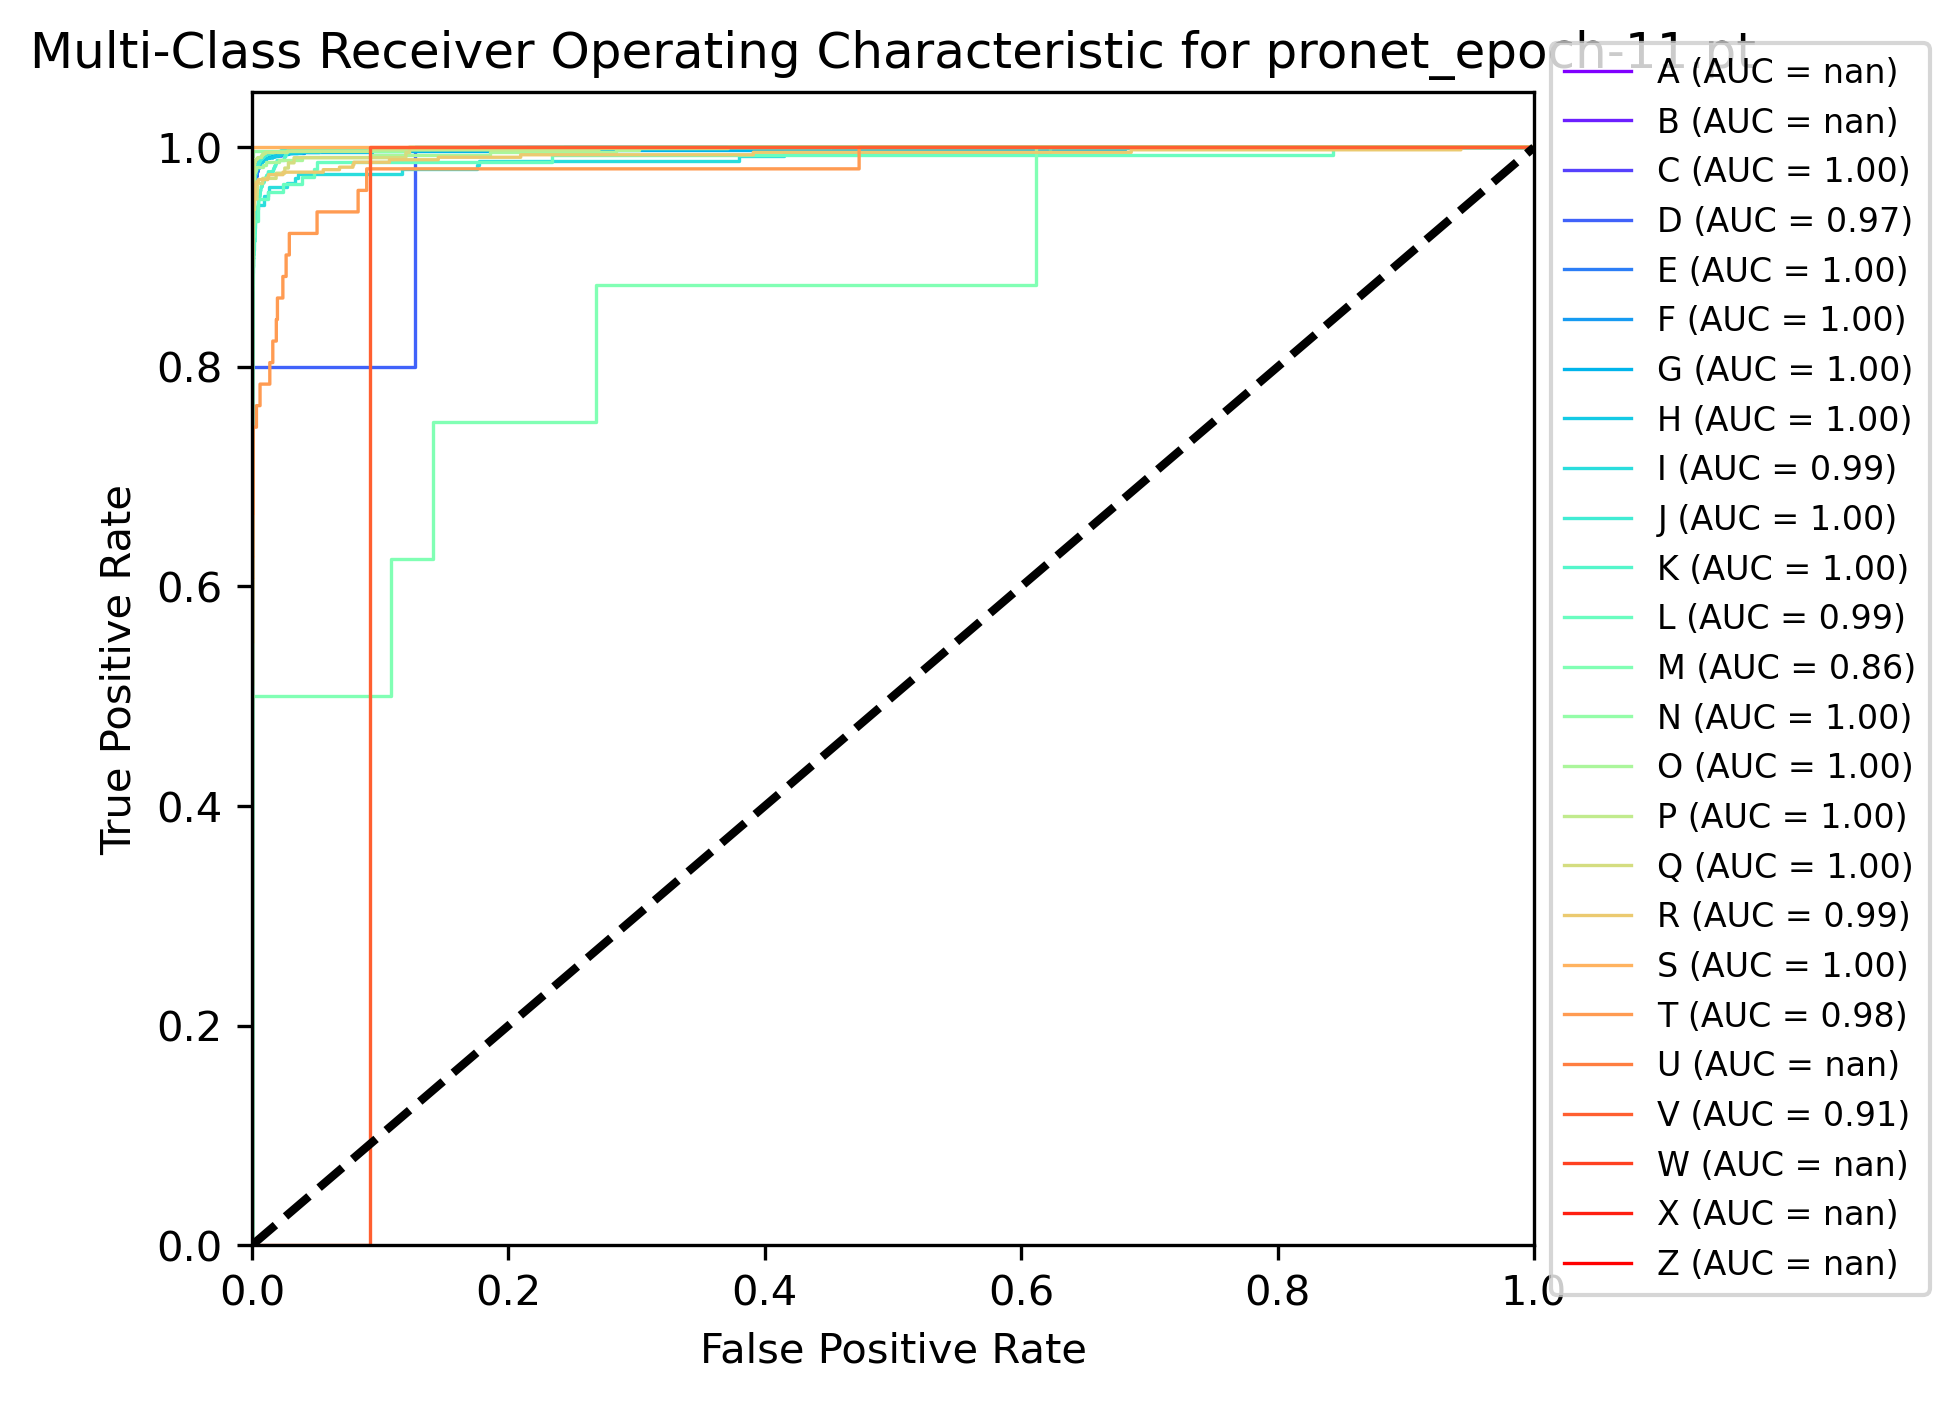 Multi-Class Receiver Operating Characteristic for pronet_epoch-11 pt
A (AUC = nan)
B (AUC = nan)
C (AUC = 1.00)
D (AUC = 0.97)
E (AUC = 1.00)
F (AUC = 1.00)
G (AUC = 1.00)
H (AUC = 1.00)
I (AUC = 0.99)
J (AUC = 1.00)
K (AUC = 1.00)
L (AUC = 0.99)
M (AUC = 0.86)
N (AUC = 1.00)
O (AUC = 1.00)
P (AUC = 1.00)
Q (AUC = 1.00)
R (AUC = 0.99)
S (AUC = 1.00)
T (AUC = 0.98)
U (AUC = nan)
V (AUC = 0.91)
W (AUC = nan)
X (AUC = nan)
Z (AUC = nan)
True Positive Rate
1.0
0.8
0.6
0.4
0.2
0.0
0.0 0.2 0.4 0.6 0.8 1.0
False Positive Rate